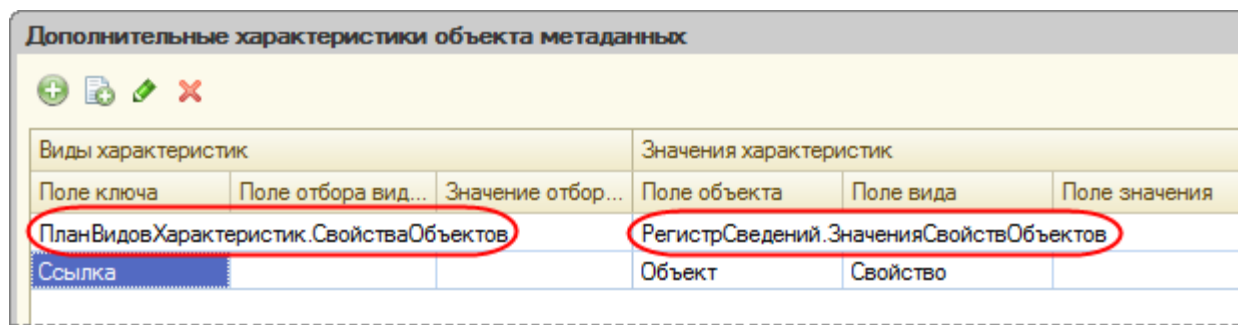 Дополнительные характеристики объекта метаданных
Виды характеристик Значения характеристик
Поле ключа Поле отбора вид... Значение отбор... Поле объекта Поле вида Поле значения
ПланВидовХарактеристик.СвойстваОбъектов РегистрСведений.ЗначенияСвойствОбъектов
Ссылка Объект Свойство